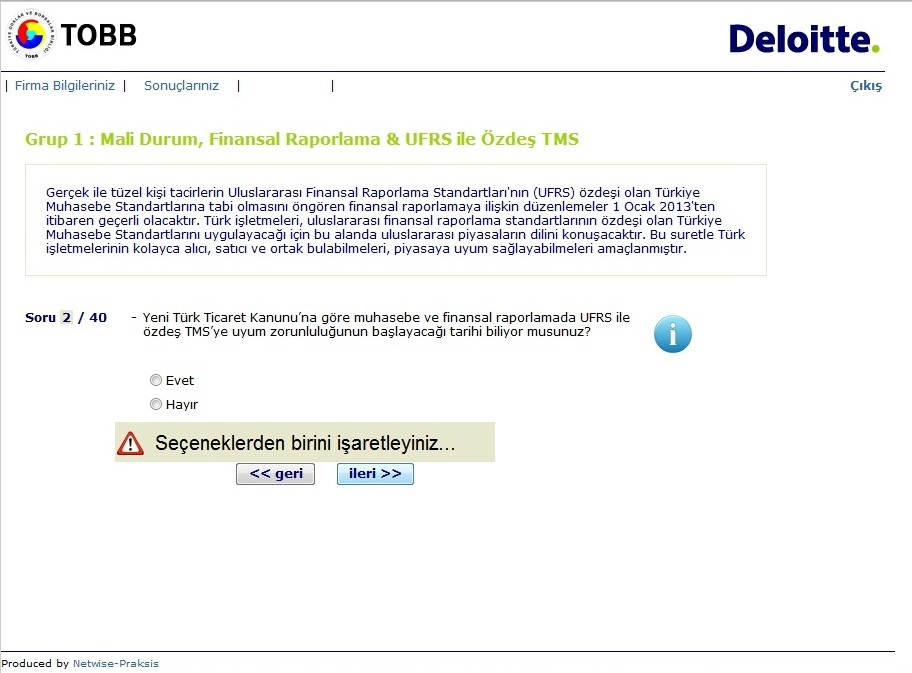 TOBB
Deloitte.
| Firma Bilgileriniz | Sonuçlarınız | |
Çıkış
Grup 1 : Mali Durum, Finansal Raporlama & UFRS ile Özdeş TMS
Gerçek ile tüzel kişi tacirlerin Uluslararası Finansal Raporlama Standartları'nın (UFRS) özdeşi olan Türkiye
Muhasebe Standartlarına tabi olmasını öngören finansal raporlamaya ilişkin düzenlemeler 1 Ocak 2013'ten
itibaren geçerli olacaktır. Türk işletmeleri, uluslararası finansal raporlama standartlarının özdeşi olan Türkiye
Muhasebe Standartlarını uygulayacağı için bu alanda uluslararası piyasaların dilini konuşacaktır. Bu suretle Türk
işletmelerinin kolayca alıcı, satıcı ve ortak bulabilmeleri, piyasaya uyum sağlayabilmeleri amaçlanmıştır.
Soru 2 / 40
- Yeni Türk Ticaret Kanunu’na göre muhasebe ve finansal raporlamada UFRS ile
özdeş TMS’ye uyum zorunluluğunun başlayacağı tarihi biliyor musunuz?
i
Evet
Hayır
Seçeneklerden birini işaretleyiniz...
<< geri
ileri >>
Produced by Netwise-Praksis